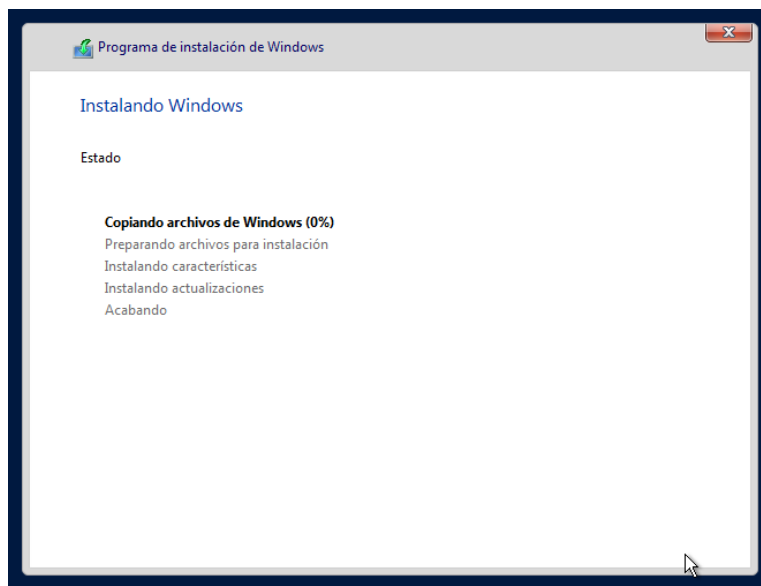 Programa de instalación de Windows
Instalando Windows
Estado
Copiando archivos de Windows (0%)
Preparando archivos para instalación
Instalando características
Instalando actualizaciones
Acabando